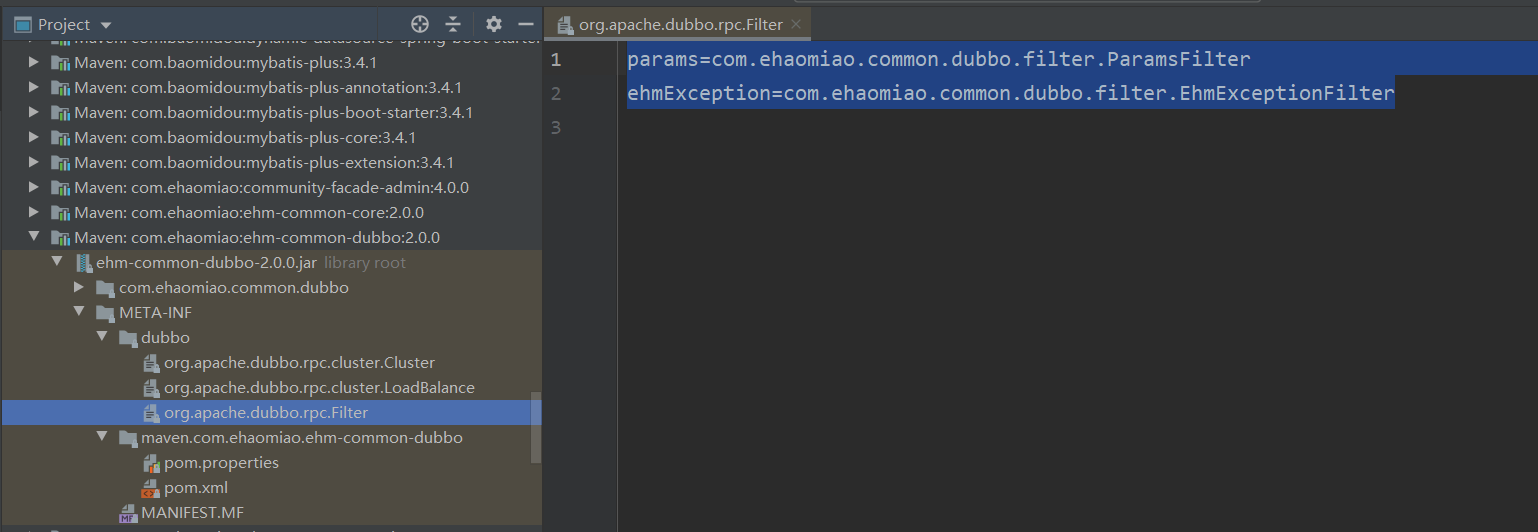 Project
Maven: com.baomidou:dynamic-datasource-spring-boot-starter:
Maven: com.baomidou:mybatis-plus:3.4.1
Maven: com.baomidou:mybatis-plus-annotation:3.4.1
Maven: com.baomidou:mybatis-plus-boot-starter:3.4.1
Maven: com.baomidou:mybatis-plus-core:3.4.1
Maven: com.baomidou:mybatis-plus-extension:3.4.1
Maven: com.ehaomiao:community-facade-admin:4.0.0
Maven: com.ehaomiao:ehm-common-core:2.0.0
Maven: com.ehaomiao:ehm-common-dubbo:2.0.0
ehm-common-dubbo-2.0.0.jar library root
com.ehaomiao.common.dubbo
META-INF
dubbo
org.apache.dubbo.rpc.cluster.Cluster
org.apache.dubbo.rpc.cluster.LoadBalance
org.apache.dubbo.rpc.Filter
maven.com.ehaomiao.ehm-common-dubbo
pom.properties
pom.xml
MANIFEST.MF
org.apache.dubbo.rpc.Filter
1 params=com.ehaomiao.common.dubbo.filter.ParamsFilter
2 ehmException=com.ehaomiao.common.dubbo.filter.EhmExceptionFilter
3